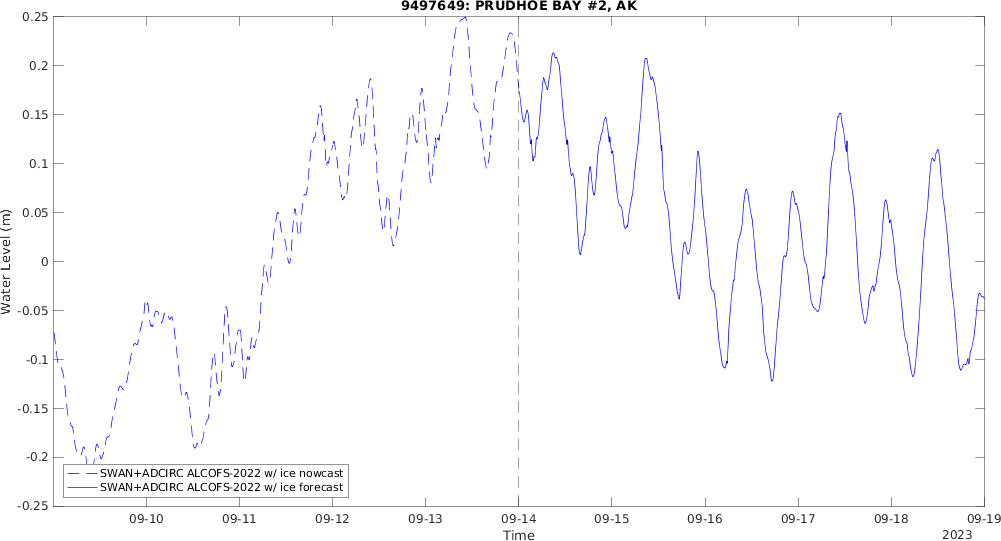 9497649: PRUDHOE BAY #2, AK
0.25
0.2
0.15
0.1
0.05
0
-0.05
-0.1
-0.15
-0.2
-0.25
Water Level (m)
SWAN+ADCIRC ALCOFS-2022 w/ ice nowcast
SWAN+ADCIRC ALCOFS-2022 w/ ice forecast
09-10 09-11 09-12 09-13 09-14 09-15 09-16 09-17 09-18 09-19
Time
2023